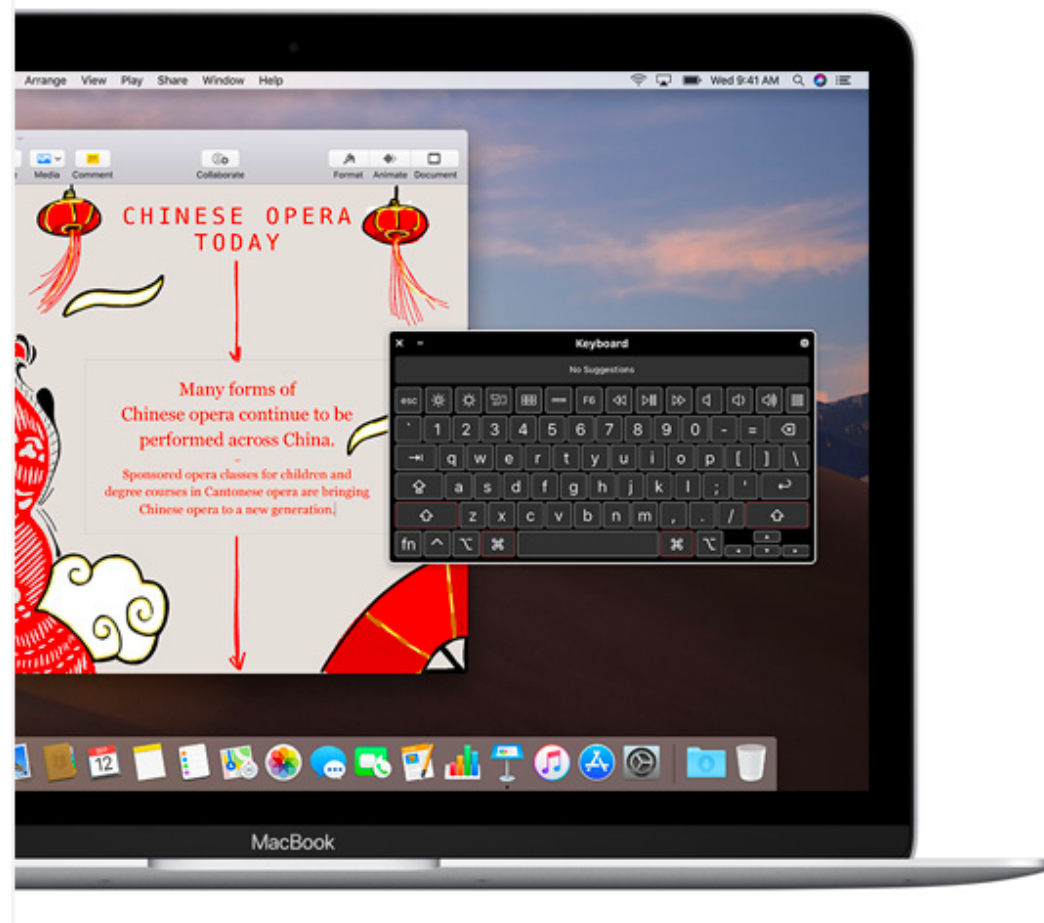 Arrange View Play Share Window Help
Wed 9:41 AM
Media Comment Collaborate Format Animate Document
CHINESE OPERA
TODAY
Many forms of
Chinese opera continue to be
performed across China.
–
Sponsored opera classes for children and
degree courses in Cantonese opera are bringing
Chinese opera to a new generation.
Keyboard
No Suggestions
esc F6
` 1 2 3 4 5 6 7 8 9 0 - =
q w e r t y u i o p [ ] \
a s d f g h j k l ; '
z x c v b n m , . /
fn ^ ⌥ ⌘ ⌘ ⌥
12
MacBook